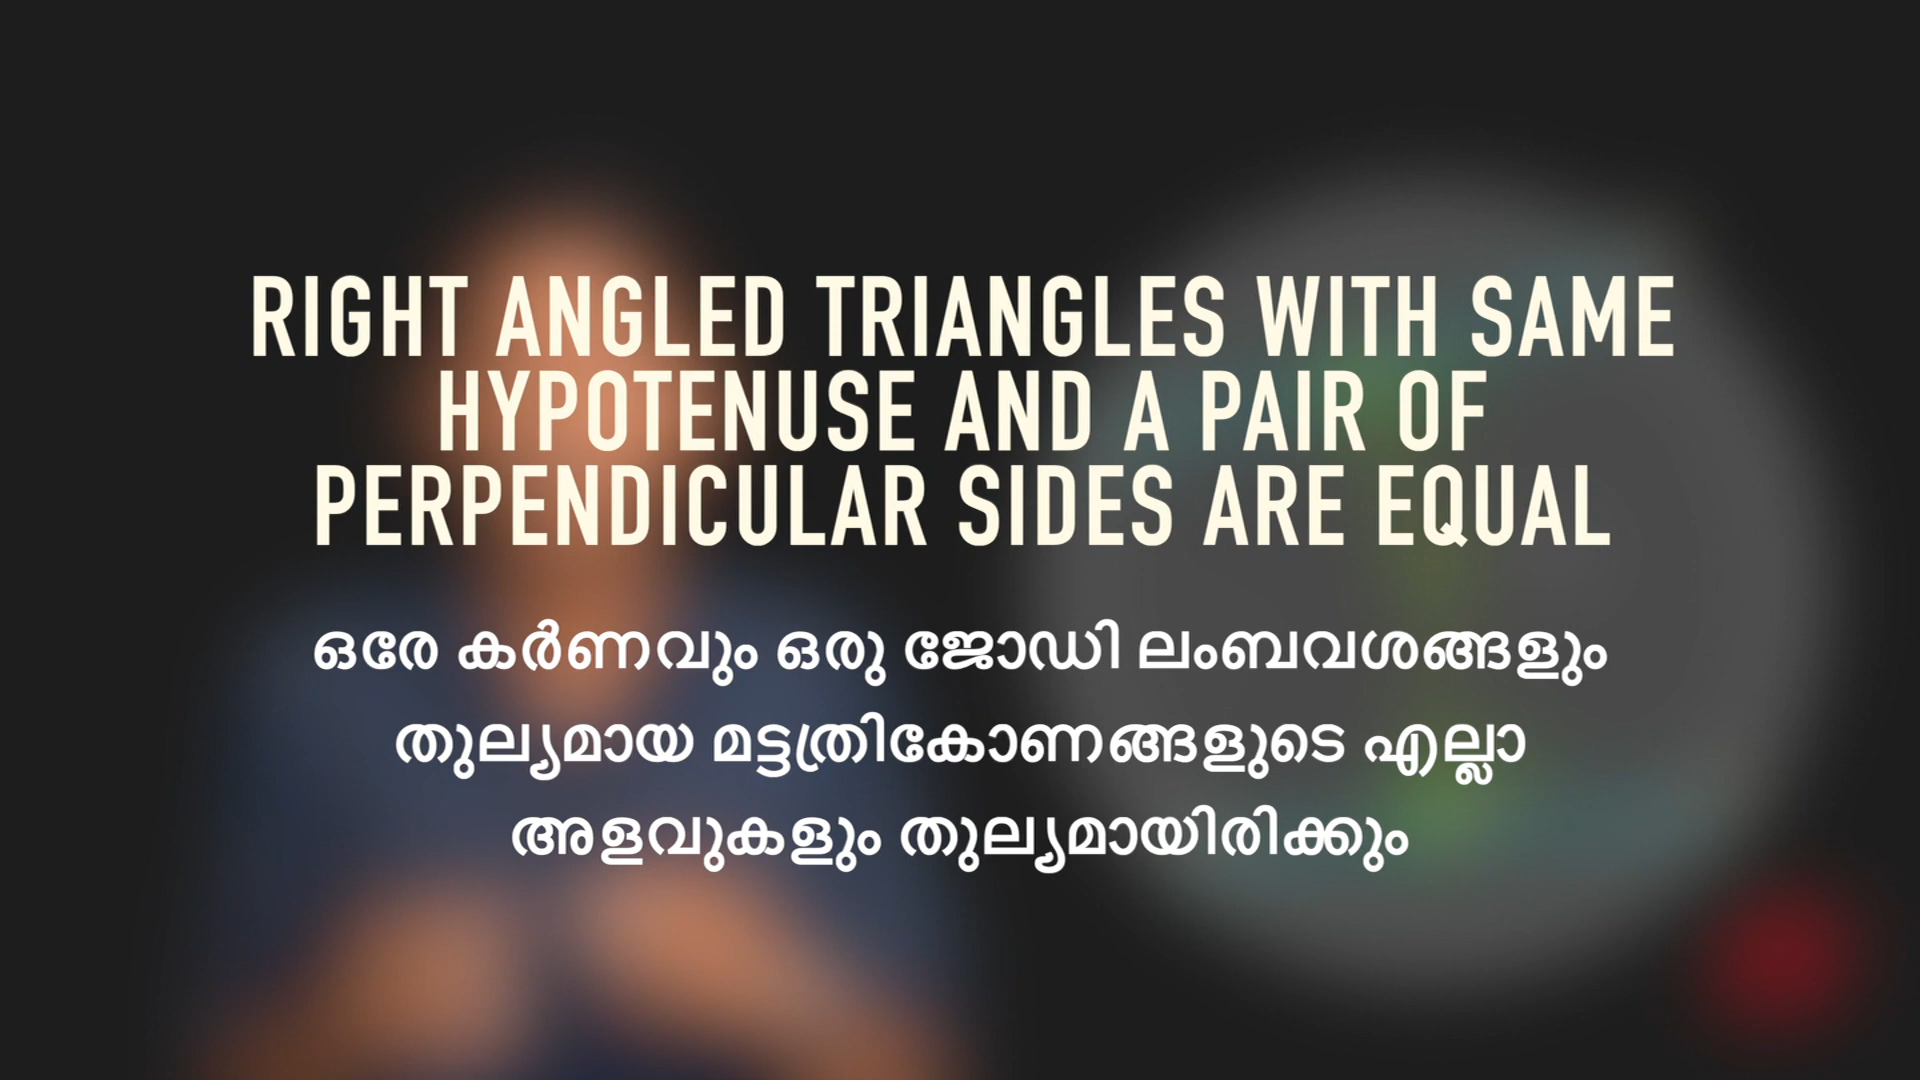 RIGHT ANGLED TRIANGLES WITH SAME
HYPOTENUSE AND A PAIR OF
PERPENDICULAR SIDES ARE EQUAL
ഒരേ കർണവും ഒരു ജോഡി ലംബവശങ്ങളും
തുല്യമായ മട്ടത്രികോണങ്ങളുടെ എല്ലാ
അളവുകളും തുല്യമായിരിക്കും